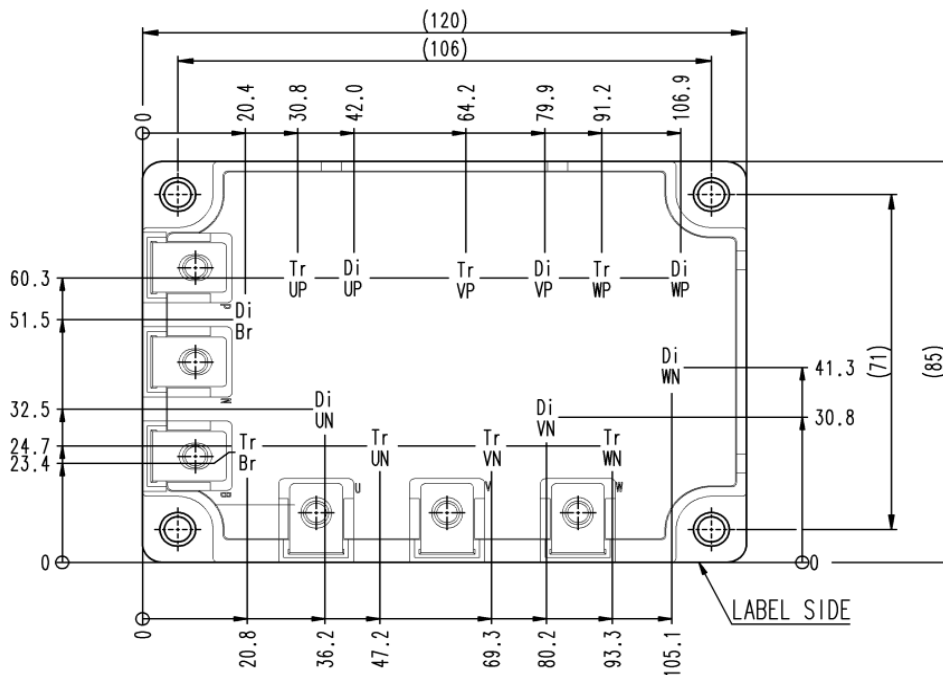 (120)
(106)
0
20.4
30.8
42.0
64.2
79.9
91.2
106.9
Tr
UP
Di
UP
Tr
VP
Di
VP
Tr
WP
Di
WP
60.3
51.5
32.5
24.7
23.4
0
P
Di
Br
N
Di
WN
41.3
30.8
0
(71)
(85)
Di
UN
Di
VN
Tr
Br
Tr
UN
Tr
VN
Tr
WN
B
U
V
W
LABEL SIDE
0
20.8
36.2
47.2
69.3
80.2
93.3
105.1